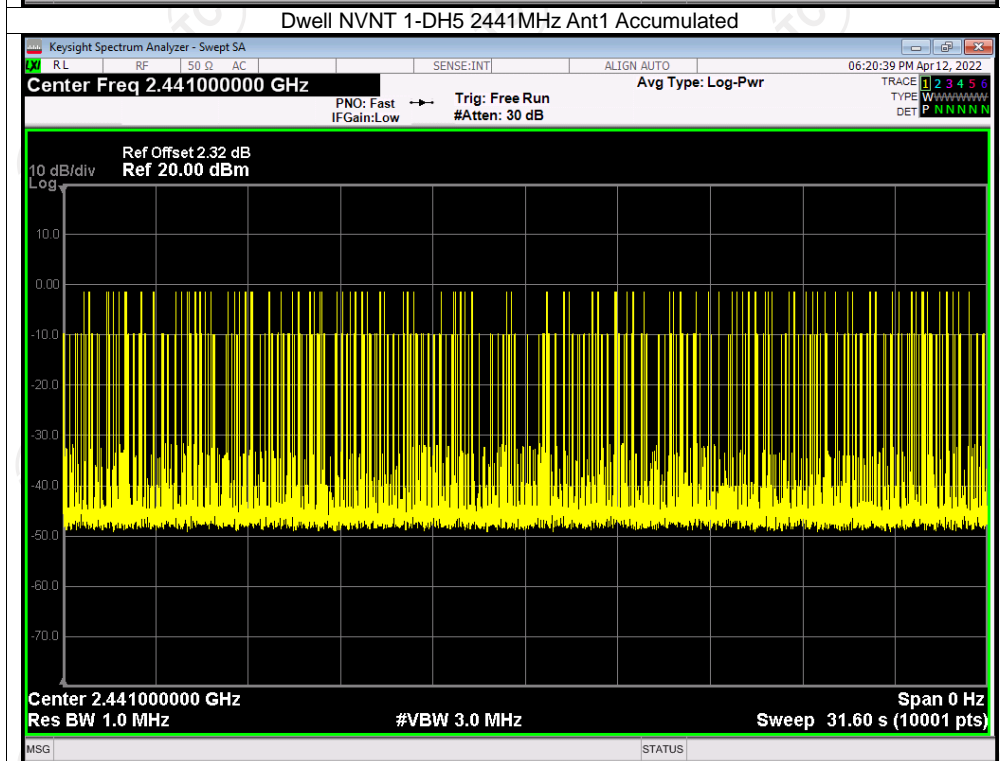 Dwell NVNT 1-DH5 2441MHz Ant1 Accumulated
Keysight Spectrum Analyzer - Swept SA
LXI RL RF 50 Ω AC SENSE:INT ALIGN AUTO 06:20:39 PM Apr 12, 2022
Center Freq 2.441000000 GHz Avg Type: Log-Pwr TRACE 1 2 3 4 5 6
PNO: Fast Trig: Free Run TYPE WWWWWW
IFGain:Low #Atten: 30 dB DET P N N N N N
Ref Offset 2.32 dB
10 dB/div Ref 20.00 dBm
Log
10.0
0.00
-10.0
-20.0
-30.0
-40.0
-50.0
-60.0
-70.0
Center 2.441000000 GHz Span 0 Hz
Res BW 1.0 MHz #VBW 3.0 MHz Sweep 31.60 s (10001 pts)
MSG STATUS